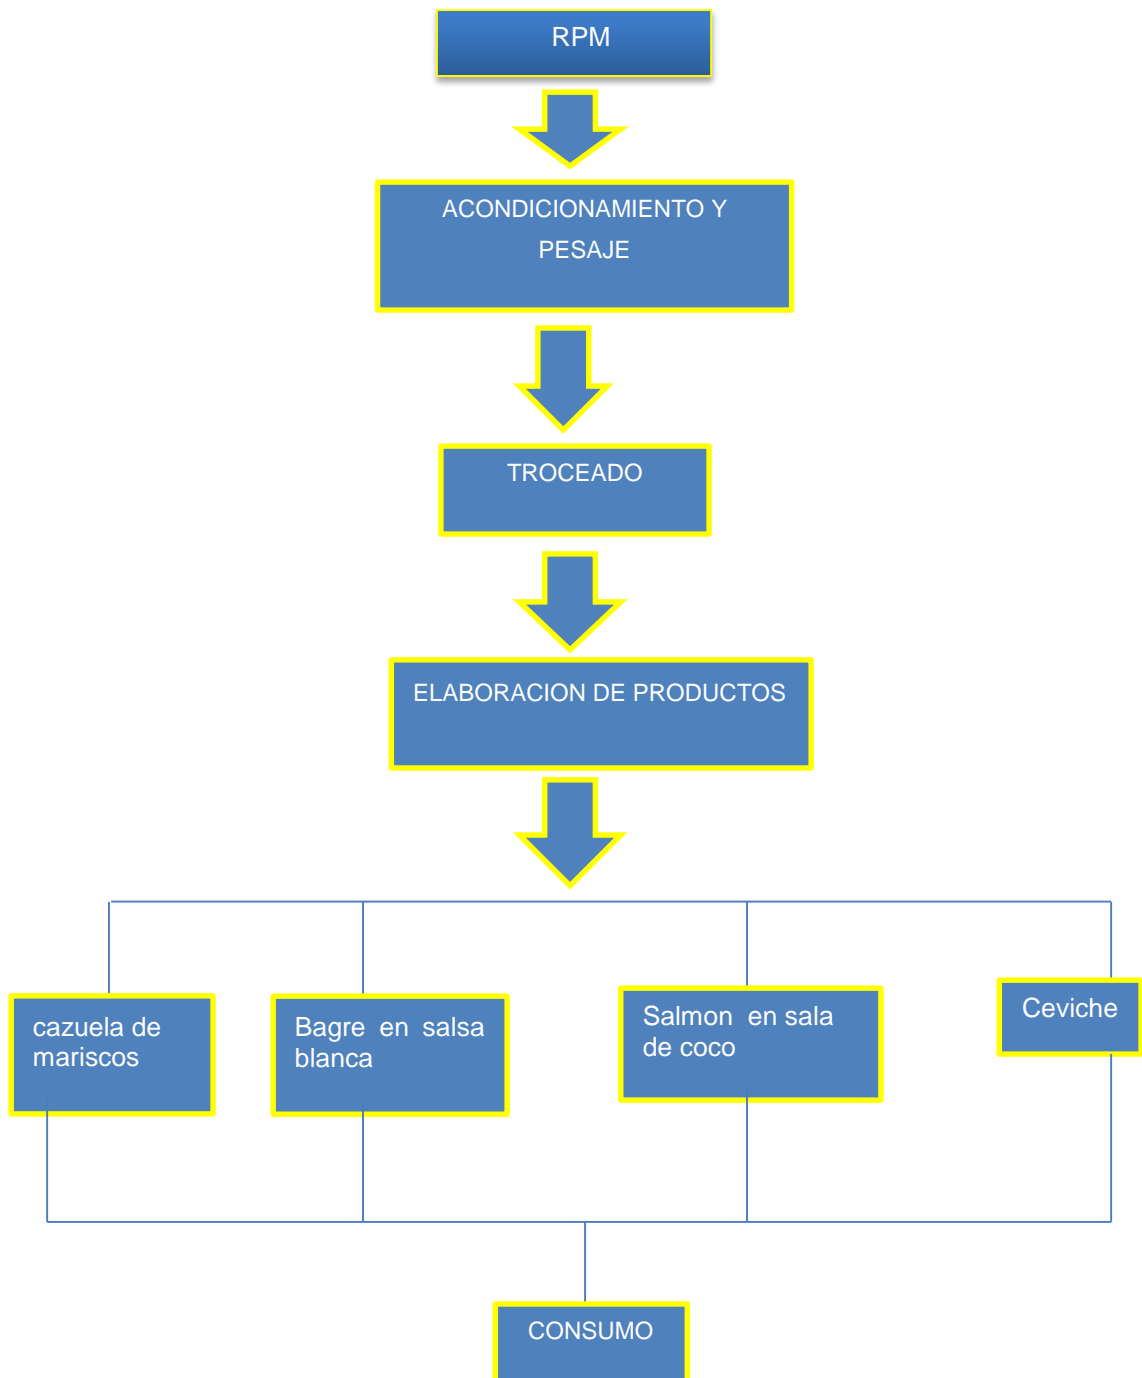 RPM
ACONDICIONAMIENTO Y
PESAJE
TROCEADO
ELABORACION DE PRODUCTOS
cazuela de
mariscos
Bagre en salsa
blanca
Salmon en sala
de coco
Ceviche
CONSUMO